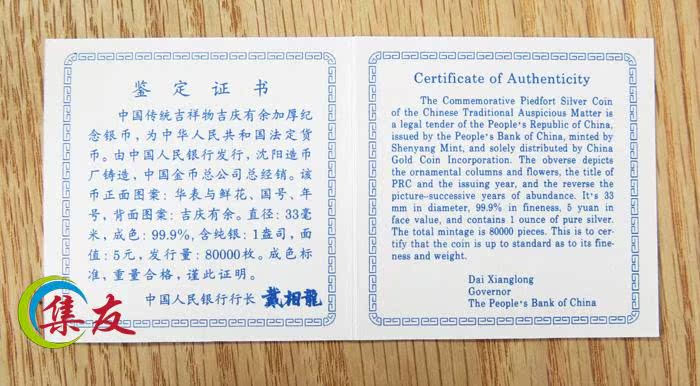 鉴定证书
中国传统吉祥物吉庆有余加厚纪
念银币，为中华人民共和国法定货
币。由中国人民银行发行，沈阳造币
厂铸造，中国金币总公司总经销。该
币正面图案：华表与鲜花、国号、年
号，背面图案：吉庆有余。直径：33毫
米，成色：99.9%，含纯银：1盎司，面
值：5元，发行量：80000枚。成色标
准，重量合格，谨此证明。
中国人民银行行长 戴相龍
Certificate of Authenticity
The Commemorative Piedfort Silver Coin
of the Chinese Traditional Auspicious Matter is
a legal tender of the People's Republic of China,
issued by the People's Bank of China, minted by
Shenyang Mint, and solely distributed by China
Gold Coin Incorporation. The obverse depicts
the ornamental columns and flowers, the title of
PRC and the issuing year, and the reverse the
picture-successive years of abundance. It's 33
mm in diameter, 99.9% in fineness, 5 yuan in
face value, and contains 1 ounce of pure silver.
The total mintage is 80000 pieces. This is to cer-
tify that the coin is up to standard as to its fine-
ness and weight.
Dai Xianglong
Governor
The People's Bank of China
集友